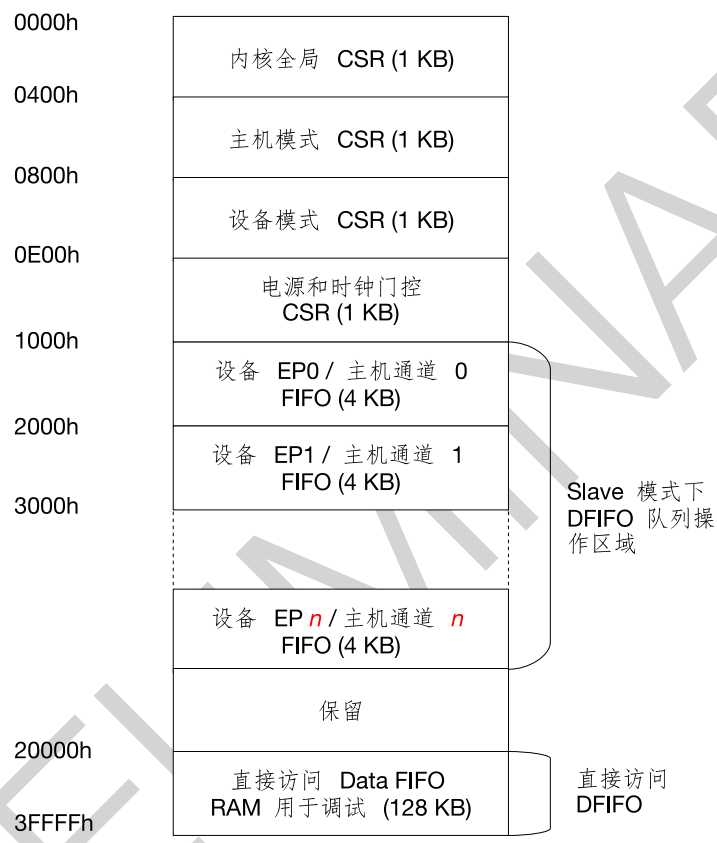 0000h
内核全局 CSR (1 KB)
0400h
主机模式 CSR (1 KB)
0800h
设备模式 CSR (1 KB)
0E00h
电源和时钟门控
CSR (1 KB)
1000h
设备 EP0 / 主机通道 0
FIFO (4 KB)
2000h
设备 EP1 / 主机通道 1
FIFO (4 KB)
3000h
Slave 模式下
DFIFO 队列操
作区域
设备 EP n / 主机通道 n
FIFO (4 KB)
保留
20000h
直接访问 Data FIFO
RAM 用于调试 (128 KB)
3FFFFh
直接访问
DFIFO